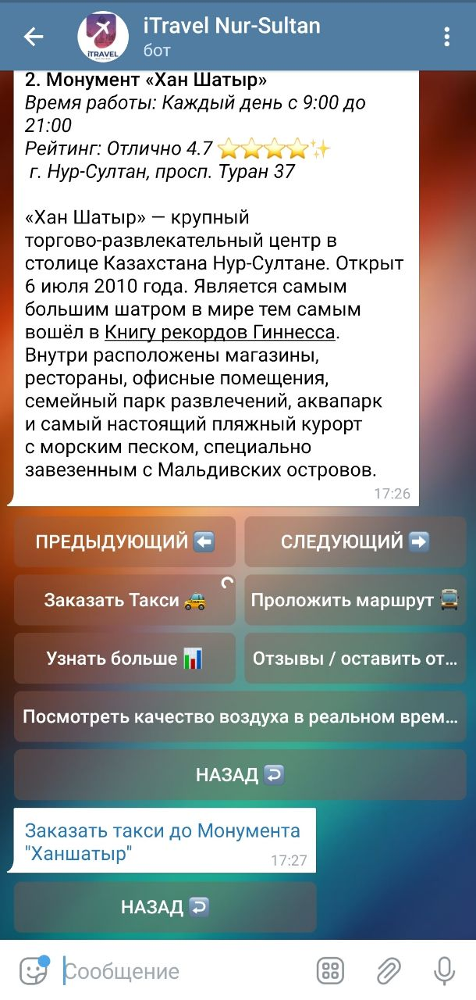 iTravel Nur-Sultan
бот
iTRAVEL
2. Монумент «Хан Шатыр»
Время работы: Каждый день с 9:00 до
21:00
Рейтинг: Отлично 4.7 ⭐⭐⭐⭐✨
г. Нур-Султан, просп. Туран 37
«Хан Шатыр» — крупный
торгово-развлекательный центр в
столице Казахстана Нур-Султане. Открыт
6 июля 2010 года. Является самым
большим шатром в мире тем самым
вошёл в Книгу рекордов Гиннесса.
Внутри расположены магазины,
рестораны, офисные помещения,
семейный парк развлечений, аквапарк
и самый настоящий пляжный курорт
с морским песком, специально
завезенным с Мальдивских островов.
17:26
ПРЕДЫДУЮЩИЙ ⬅️
СЛЕДУЮЩИЙ ➡️
Заказать Такси 🚕
Проложить маршрут 🚍
Узнать больше 📊
Отзывы / оставить от...
Посмотреть качество воздуха в реальном врем...
НАЗАД ↩️
Заказать такси до Монумента
"Ханшатыр"
17:27
НАЗАД ↩️
Сообщение